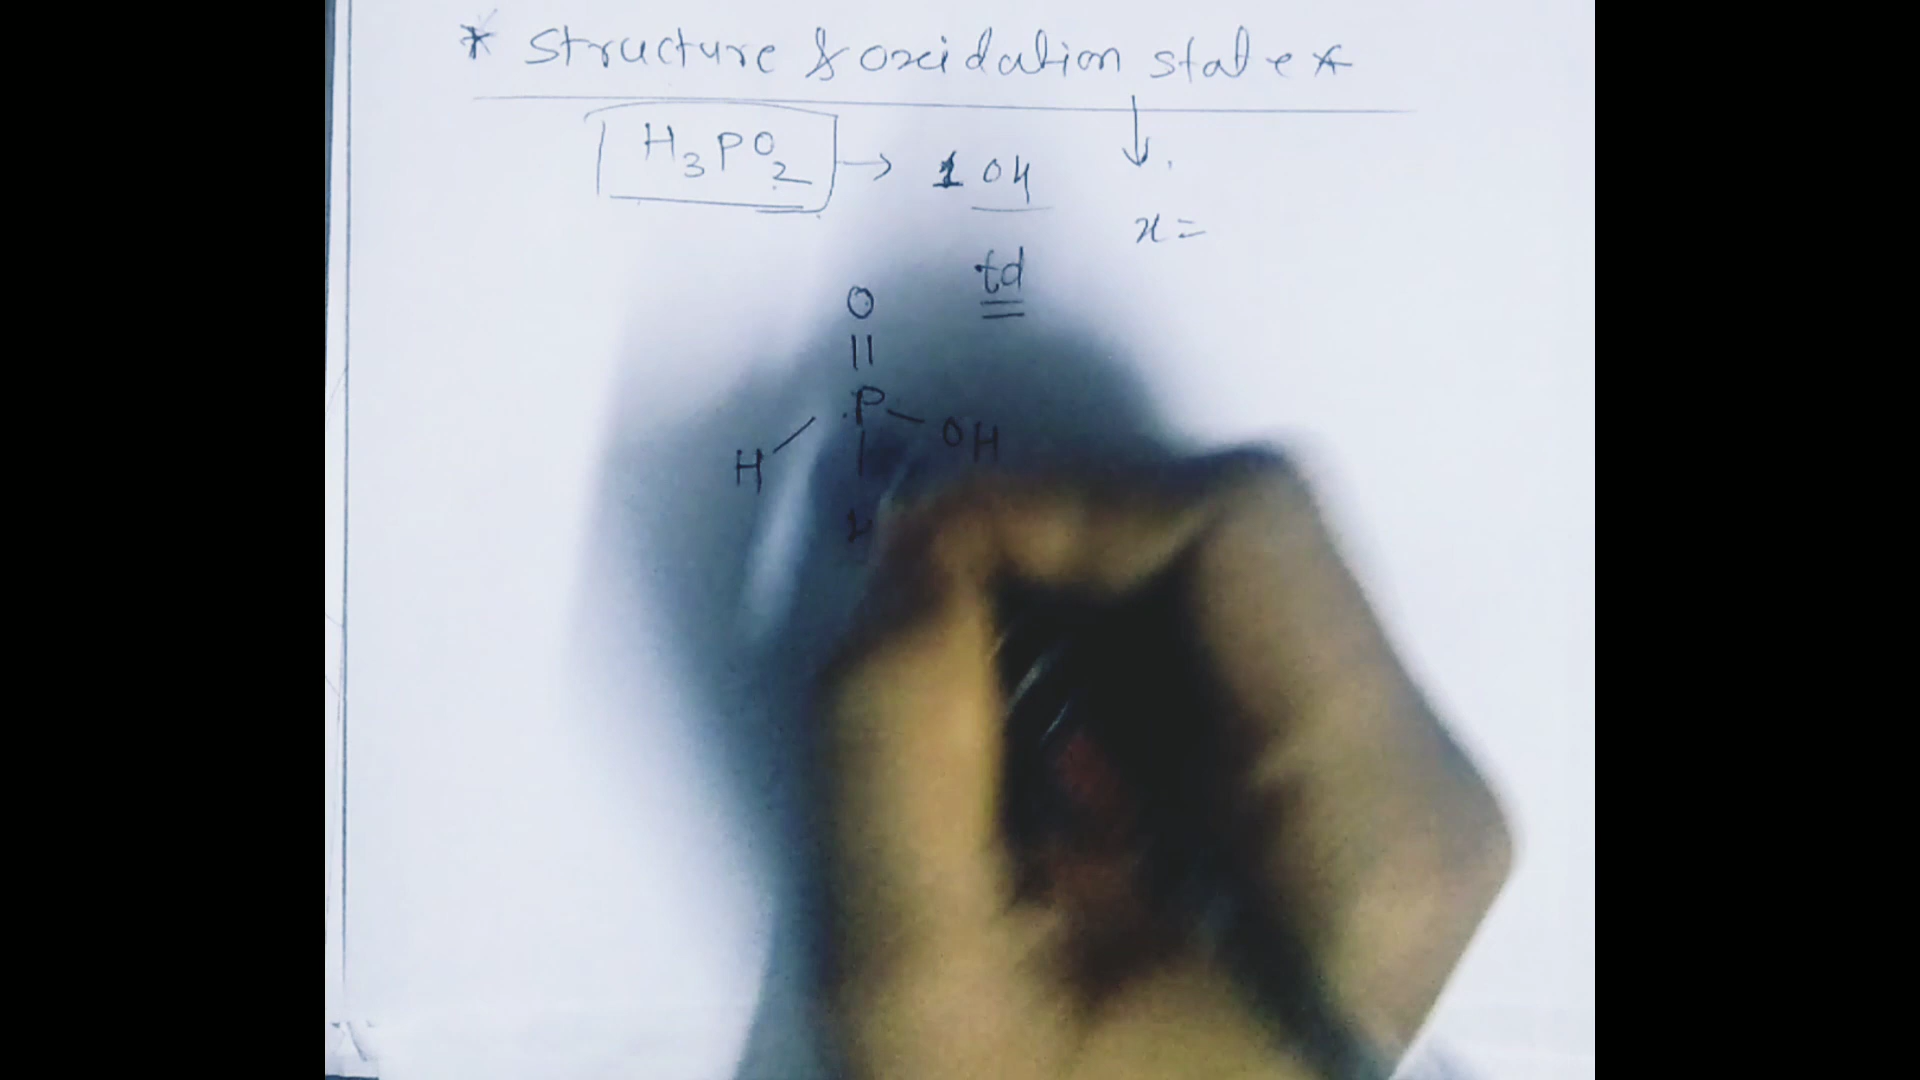 * Structure & oxidation state *
H₃PO₂ → 1 OH ↓
x =
td
O
||
P
H OH
H